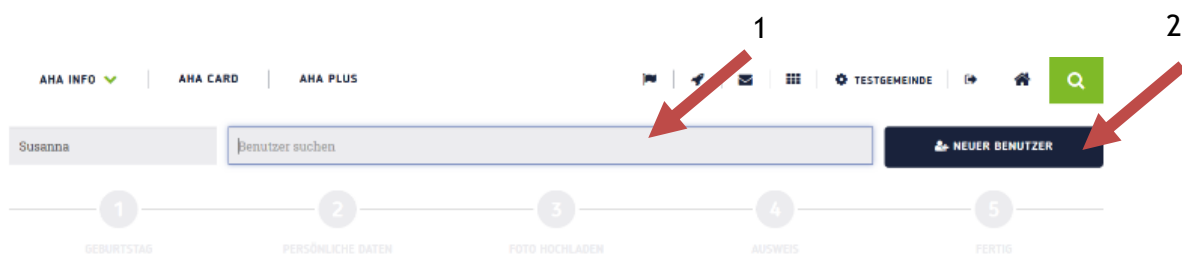 1
2
AHA INFO
AHA CARD
AHA PLUS
TESTGEMEINDE
Susanna
Benutzer suchen
NEUER BENUTZER
1
2
3
4
5
GEBURTSTAG
PERSÖNLICHE DATEN
FOTO HOCHLADEN
AUSWEIS
FERTIG